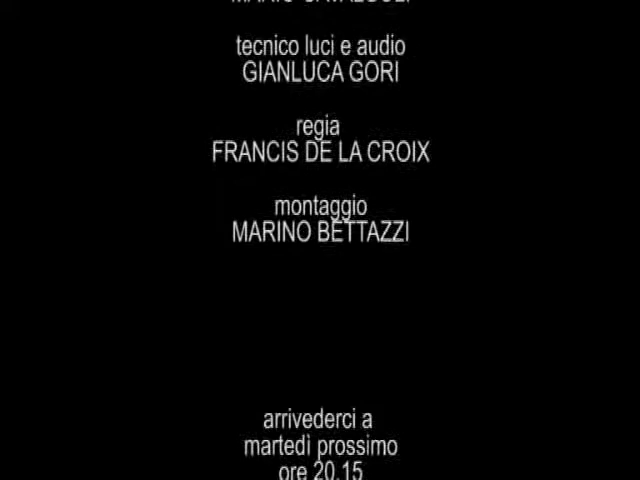 tecnico luci e audio
GIANLUCA GORI
regia
FRANCIS DE LA CROIX
montaggio
MARINO BETTAZZI
arrivederci a
martedì prossimo
ore 20.15